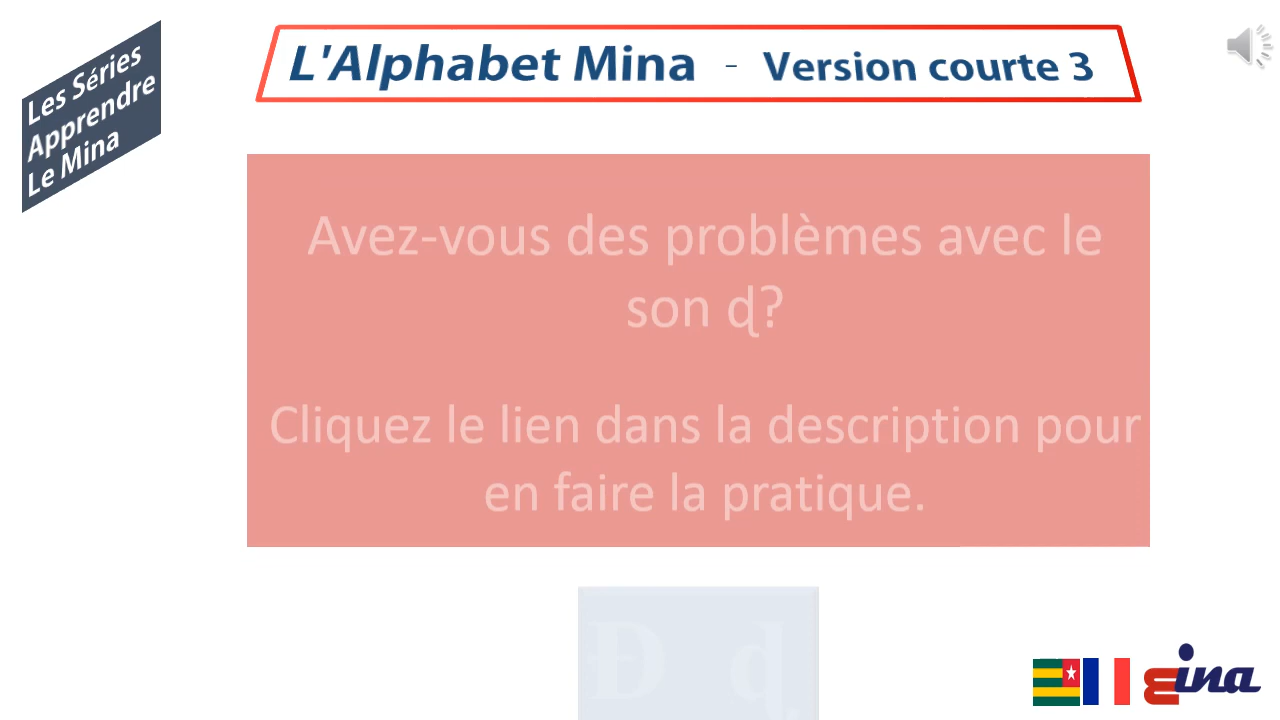 Les Séries
Apprendre
Le Mina
L'Alphabet Mina - Version courte 3
Avez-vous des problèmes avec le
son ɖ?
Cliquez le lien dans la description pour
en faire la pratique.
Ɖ ɖ
Eina